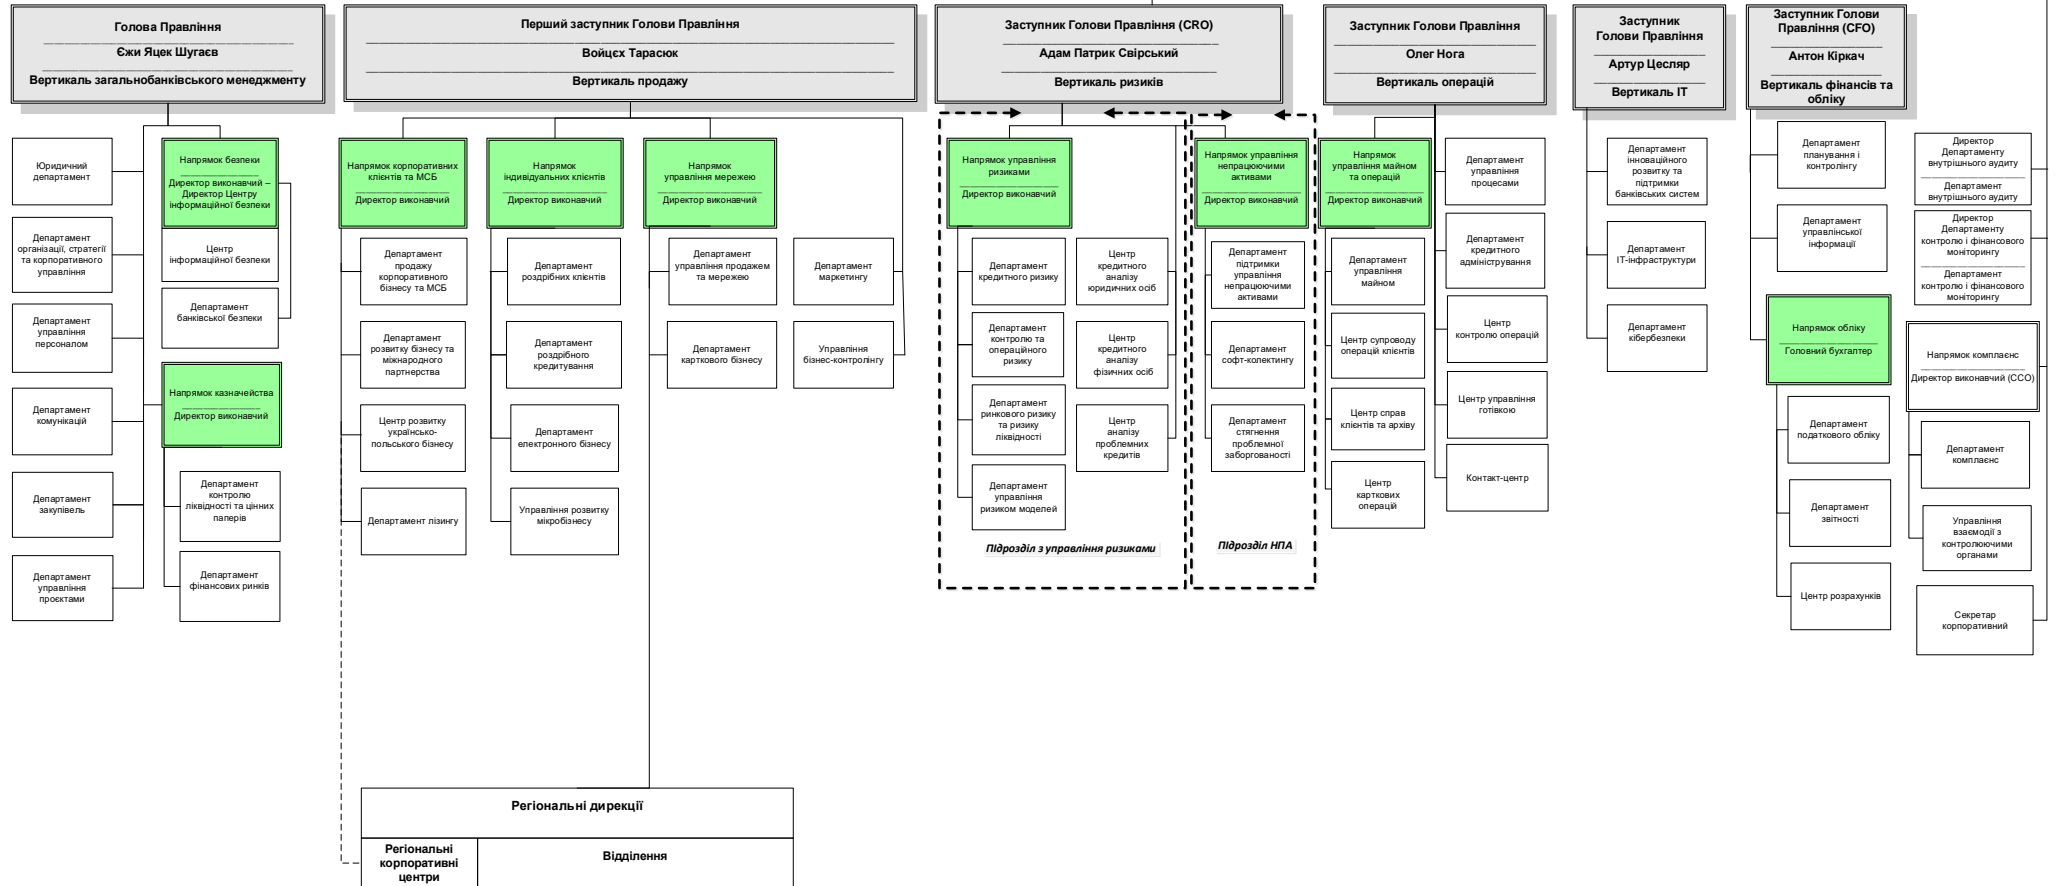 Голова Правління
Єжи Яцек Шугаєв
Вертикаль загальнобанківського менеджменту
Юридичний
департамент
Департамент
організації, стратегії
та корпоративного
управління
Департамент
управління
персоналом
Департамент
комунікацій
Департамент
закупівель
Департамент
управління
проєктами
Напрямок безпеки
Директор виконавчий –
Директор Центру
інформаційної безпеки
Центр
інформаційної безпеки
Департамент
банківської безпеки
Напрямок казначейства
Директор виконавчий
Департамент
контролю
ліквідності та цінних
паперів
Департамент
фінансових ринків
Перший заступник Голови Правління
Войцєх Тарасюк
Вертикаль продажу
Напрямок корпоративних
клієнтів та МСБ
Директор виконавчий
Департамент
продажу
корпоративного
бізнесу та МСБ
Департамент
розвитку бізнесу та
міжнародного
партнерства
Центр розвитку
українсько-
польського бізнесу
Департамент лізингу
Напрямок
індивідуальних клієнтів
Директор виконавчий
Департамент
роздрібних клієнтів
Департамент
роздрібного
кредитування
Департамент
електронного бізнесу
Управління розвитку
мікробізнесу
Напрямок
управління мережею
Директор виконавчий
Департамент
управління продажем
та мережею
Департамент
карткового бізнесу
Департамент
маркетингу
Управління
бізнес-контролінгу
Регіональні дирекції
Регіональні
корпоративні
центри
Відділення
Заступник Голови Правління (CRO)
Адам Патрик Свірський
Вертикаль ризиків
Напрямок управління
ризиками
Директор виконавчий
Департамент
кредитного ризику
Департамент
контролю та
операційного
ризику
Департамент
ринкового ризику
та ризику
ліквідності
Департамент
управління
ризиком моделей
Центр
кредитного
аналізу
юридичних осіб
Центр
кредитного
аналізу
фізичних осіб
Центр
аналізу
проблемних
кредитів
Підрозділ з управління ризиками
Напрямок управління
непрацюючими
активами
Директор виконавчий
Департамент
підтримки
управління
непрацюючими
активами
Департамент
софт-колектингу
Департамент
стягнення
проблемної
заборгованості
Підрозділ НПА
Заступник Голови Правління
Олег Нога
Вертикаль операцій
Напрямок
управління майном
та операцій
Директор виконавчий
Департамент
управління
майном
Центр супроводу
операцій клієнтів
Центр справ
клієнтів та архіву
Центр
карткових
операцій
Департамент
управління
процесами
Департамент
кредитного
адміністрування
Центр
контролю операцій
Центр управління
готівкою
Контакт-центр
Заступник
Голови Правління
Артур Цесляр
Вертикаль ІТ
Департамент
інноваційного
розвитку та
підтримки
банківських систем
Департамент
ІТ-інфраструктури
Департамент
кібербезпеки
Заступник Голови
Правління (CFO)
Антон Кіркач
Вертикаль фінансів та
обліку
Департамент
планування і
контролінгу
Департамент
управлінської
інформації
Напрямок обліку
Головний бухгалтер
Департамент
податкового обліку
Департамент
звітності
Центр розрахунків
Директор
Департаменту
внутрішнього аудиту
Департамент
внутрішнього аудиту
Директор
Департаменту
контролю і фінансового
моніторингу
Департамент
контролю і фінансового
моніторингу
Напрямок комплаєнс
Директор виконавчий (CCO)
Департамент
комплаєнс
Управління
взаємодії з
контролюючими
органами
Секретар
корпоративний